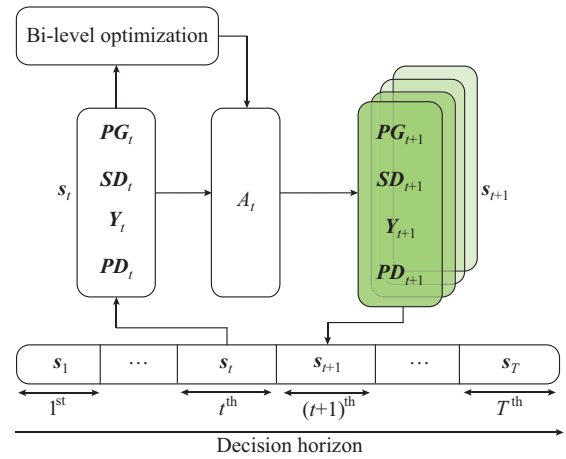 Bi-level optimization
s_t
PG_t
SD_t
Y_t
PD_t
A_t
PG_{t+1}
SD_{t+1}
Y_{t+1}
PD_{t+1}
s_{t+1}
s_1 ⋯ s_t s_{t+1} ⋯ s_T
1^{st} t^{th} (t+1)^{th} T^{th}
Decision horizon